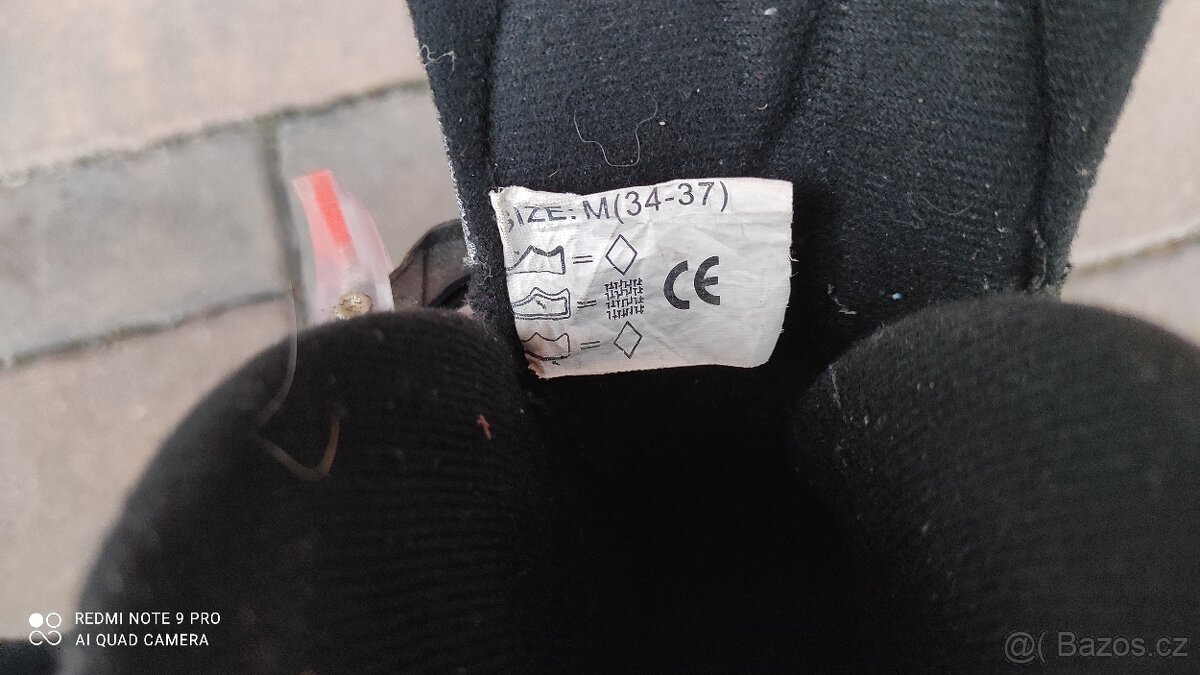 SIZE: M(34-37)
=
=
CE
=
REDMI NOTE 9 PRO
AI QUAD CAMERA
@( Bazos.cz